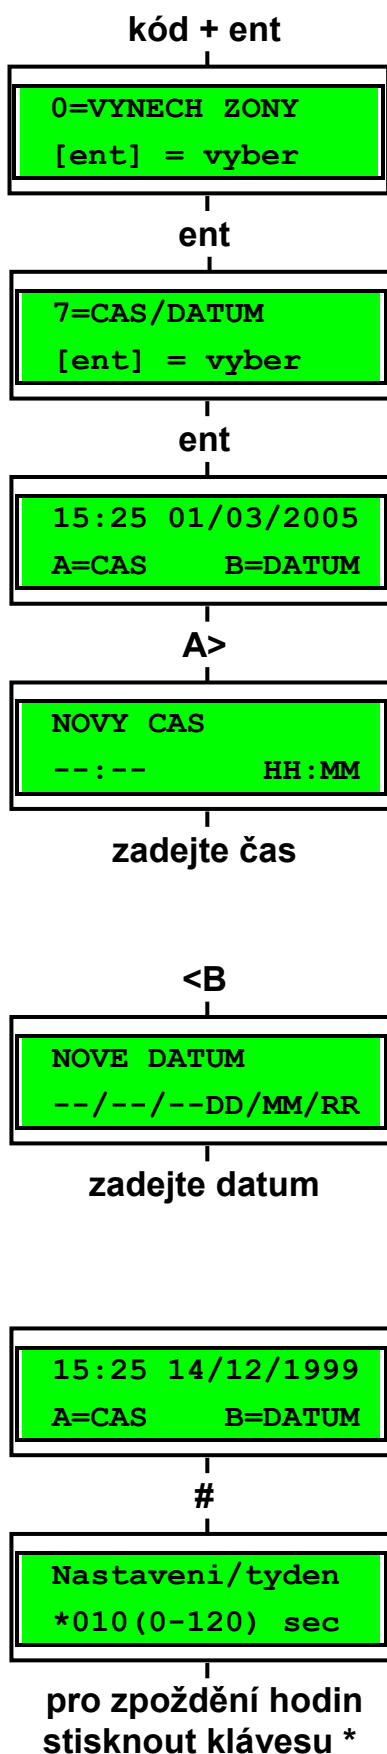 kód + ent
0=VYNECH ZONY
[ent] = vyber
ent
7=CAS/DATUM
[ent] = vyber
ent
15:25 01/03/2005
A=CAS B=DATUM
A>
NOVY CAS
--:-- HH:MM
zadejte čas
<B
NOVE DATUM
--/--/--DD/MM/RR
zadejte datum
15:25 14/12/1999
A=CAS B=DATUM
#
Nastaveni/tyden
*010(0-120) sec
pro zpoždění hodin
stisknout klávesu *